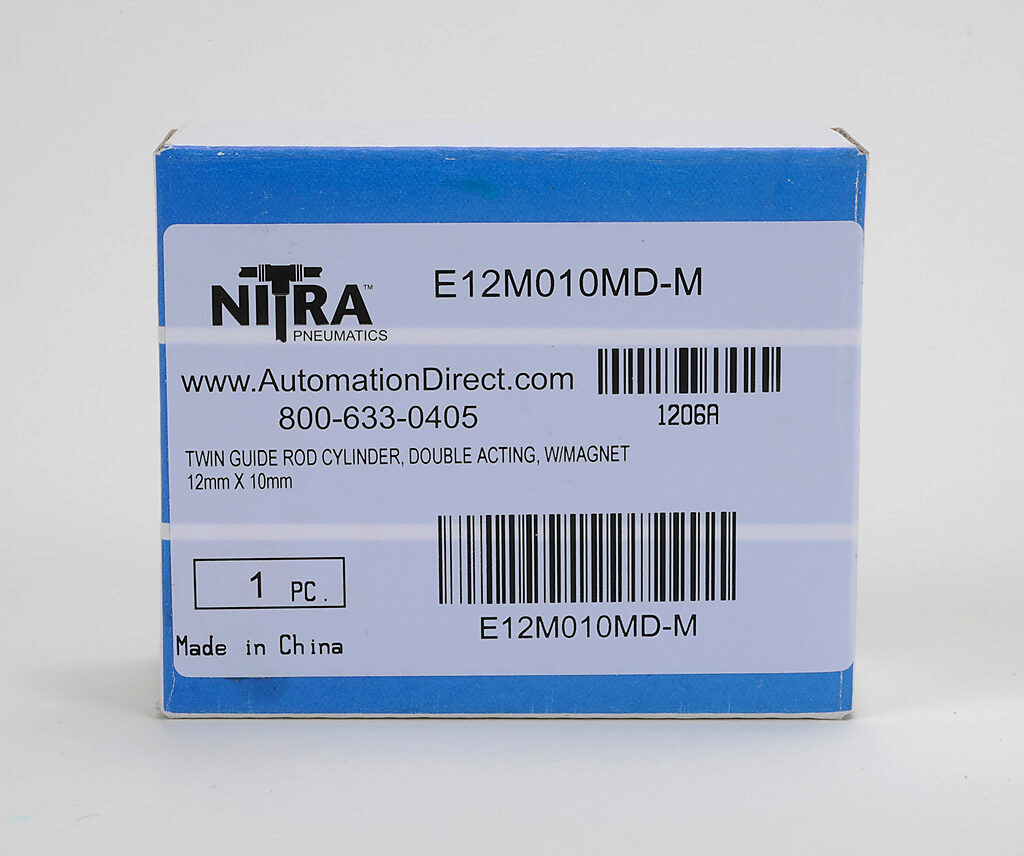 NITRA™
PNEUMATICS
E12M010MD-M
www.AutomationDirect.com
800-633-0405
1206A
TWIN GUIDE ROD CYLINDER, DOUBLE ACTING, W/MAGNET
12mm X 10mm
1 PC.
E12M010MD-M
Made in China